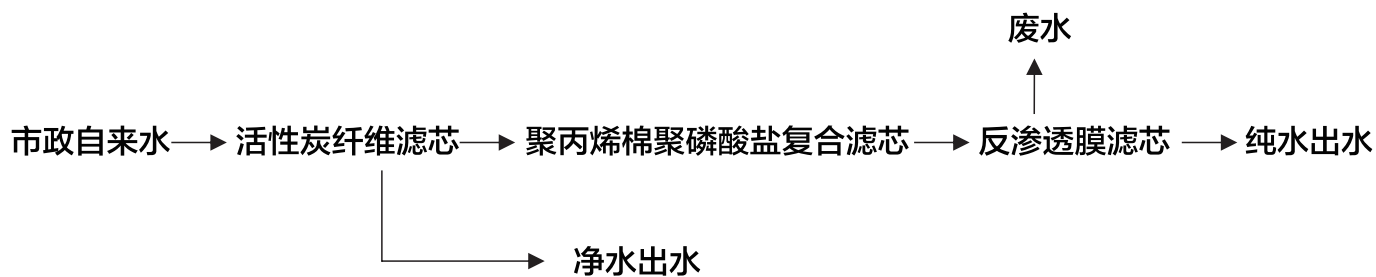 废水
市政自来水
活性炭纤维滤芯
聚丙烯棉聚磷酸盐复合滤芯
反渗透膜滤芯
纯水出水
净水出水